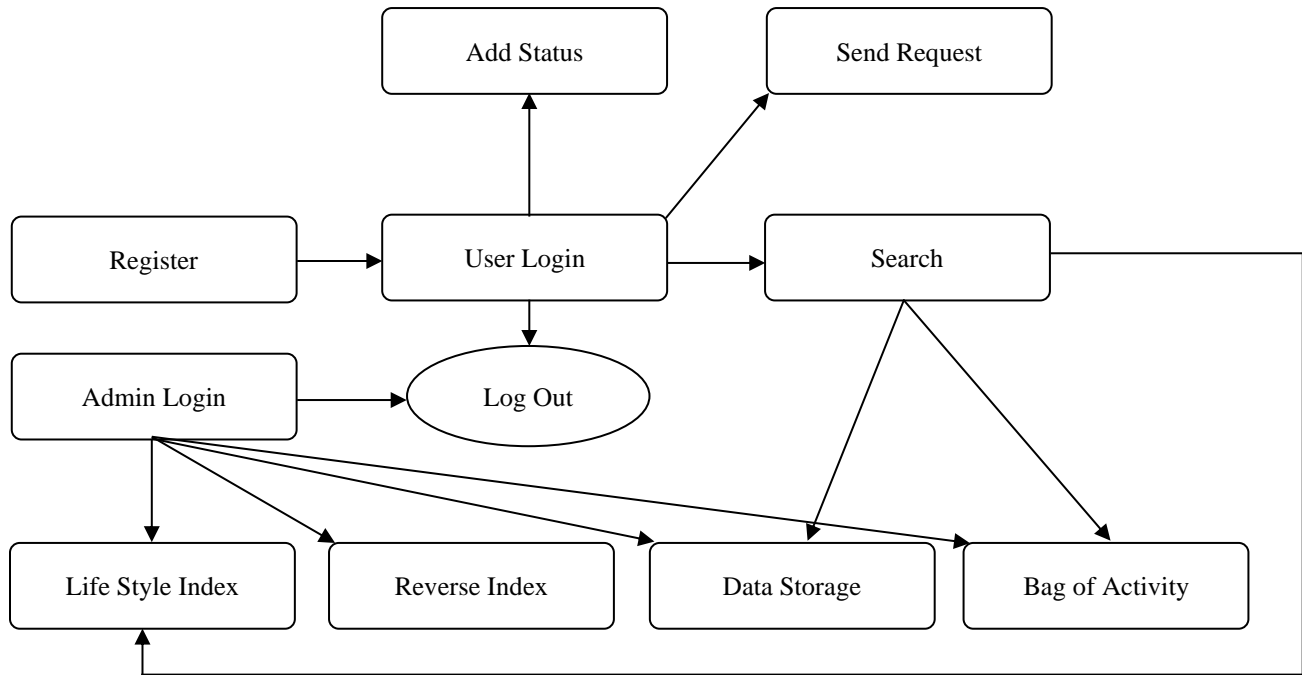 Add Status
Send Request
Register
User Login
Search
Admin Login
Log Out
Life Style Index
Reverse Index
Data Storage
Bag of Activity